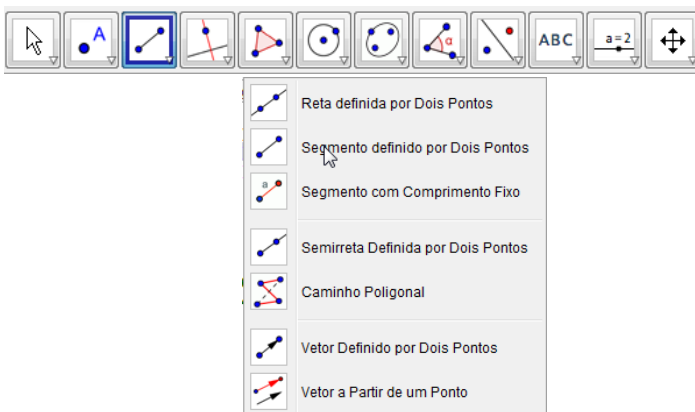 A α ABC a=2
Reta definida por Dois Pontos
Segmento definido por Dois Pontos
a
Segmento com Comprimento Fixo
Semirreta Definida por Dois Pontos
Caminho Poligonal
Vetor Definido por Dois Pontos
Vetor a Partir de um Ponto